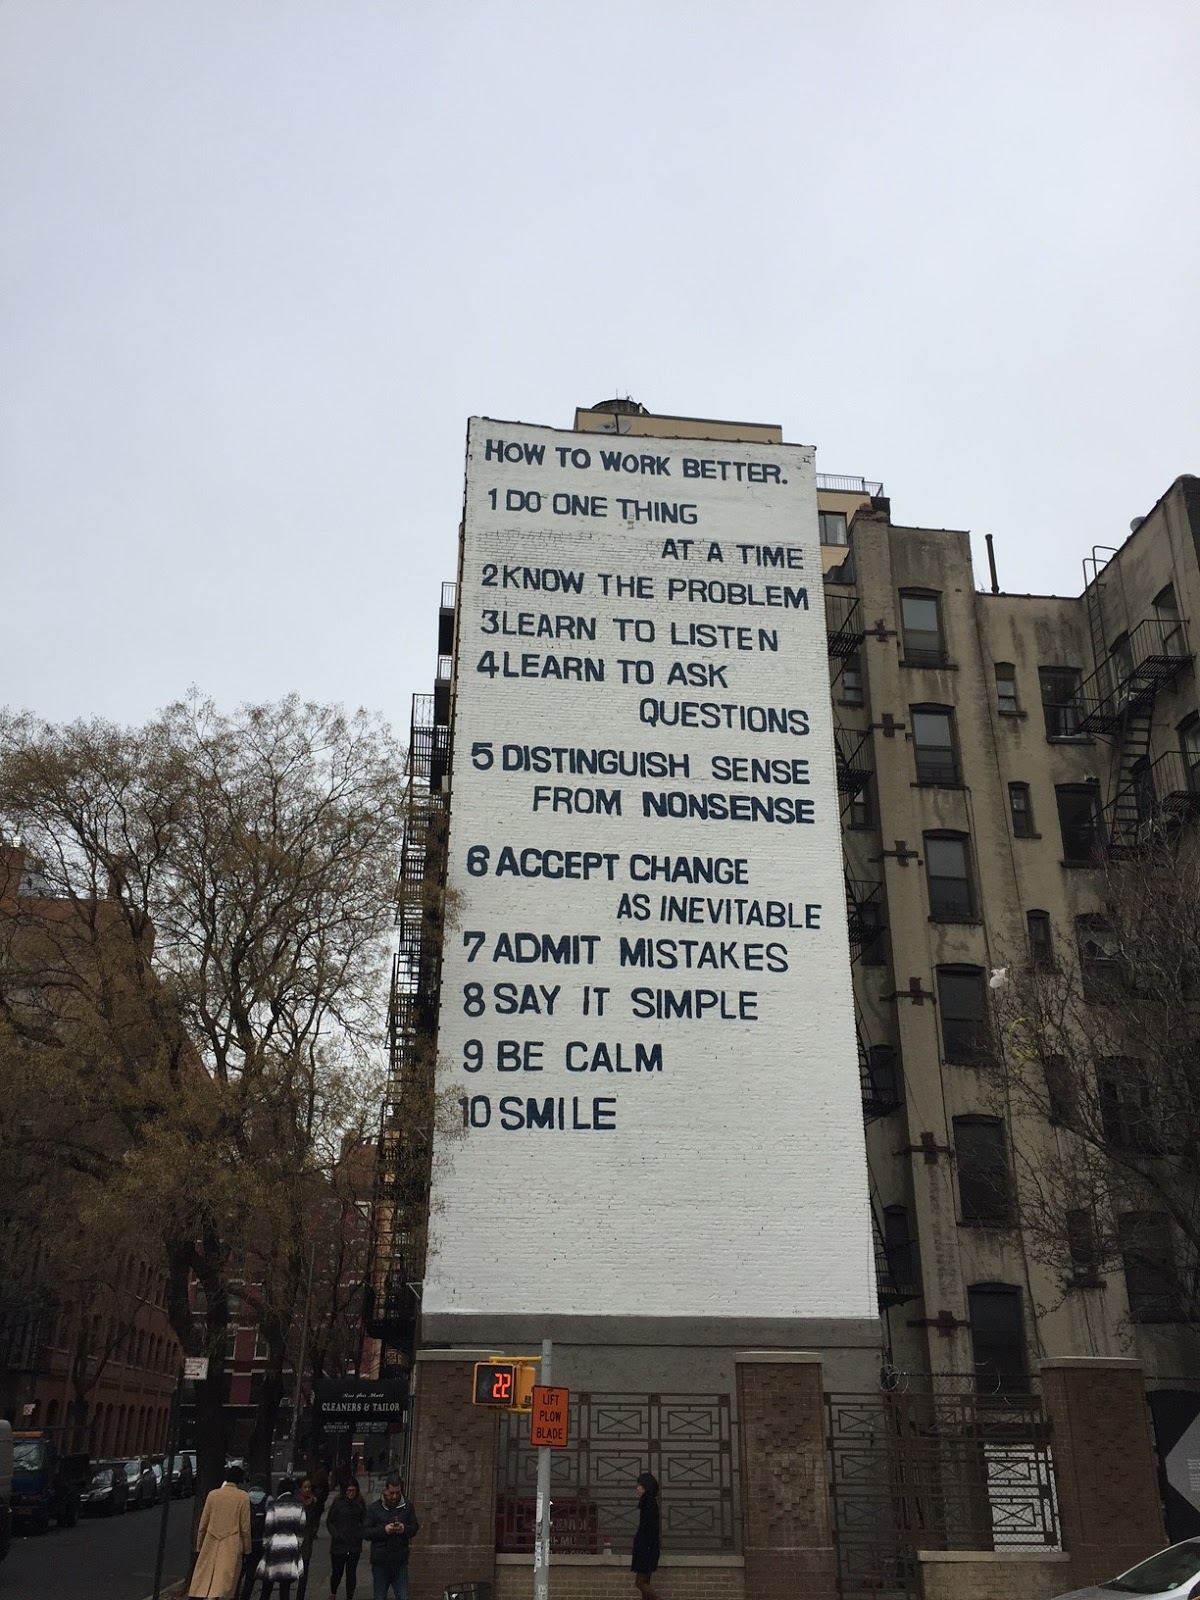 HOW TO WORK BETTER.
1 DO ONE THING
AT A TIME
2 KNOW THE PROBLEM
3 LEARN TO LISTEN
4 LEARN TO ASK
QUESTIONS
5 DISTINGUISH SENSE
FROM NONSENSE
6 ACCEPT CHANGE
AS INEVITABLE
7 ADMIT MISTAKES
8 SAY IT SIMPLE
9 BE CALM
10 SMILE
22
LIFT
PLOW
BLADE
CLEANERS & TAILOR